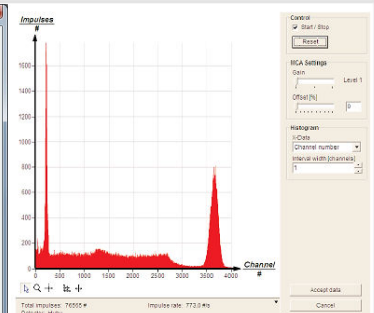 Impulses
#
1600
1400
1200
1000
800
600
400
200
0
0 500 1000 1500 2000 2500 3000 3500 4000
Channel
#
Total impulses: 76565 # Impulse rate: 773,0 #/s
Control
Start / Stop
Reset
MCA Settings
Gain
Level 1
Offset [%]
0
Histogram
X-Data
Channel number
Interval width [channels]
1
Accept data
Cancel